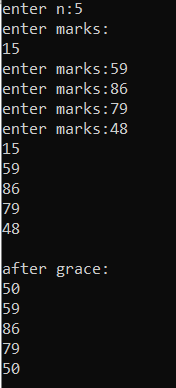 enter n:5
enter marks:
15
enter marks:59
enter marks:86
enter marks:79
enter marks:48
15
59
86
79
48

after grace:
50
59
86
79
50